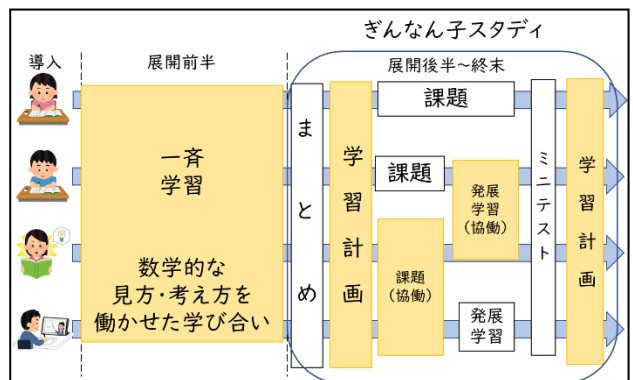 ぎんなん子スタディ
導入
展開前半
展開後半～終末
一斉
学習
数学的な
見方・考え方を
働かせた学び合い
まとめ
学習計画
課題
課題
課題
（協働）
発展
学習
（協働）
発展
学習
ミニテスト
学習計画